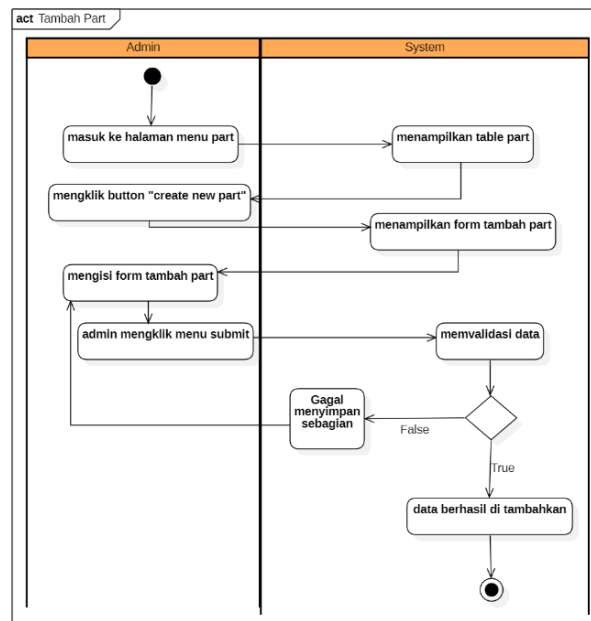 act Tambah Part
Admin
System
masuk ke halaman menu part
menampilkan table part
mengklik button "create new part"
menampilkan form tambah part
mengisi form tambah part
admin mengklik menu submit
memvalidasi data
Gagal
menyimpan
sebagian
False
True
data berhasil di tambahkan